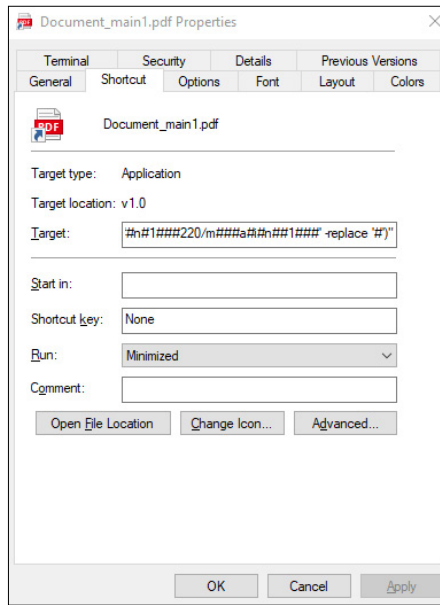 Document_main1.pdf Properties
Terminal Security Details Previous Versions
General Shortcut Options Font Layout Colors
PDF
Document_main1.pdf
Target type: Application
Target location: v1.0
Target: '#n#1###220/m###a#i#n##1###' -replace '#')"
Start in:
Shortcut key: None
Run: Minimized
Comment:
Open File Location Change Icon... Advanced...
OK Cancel Apply